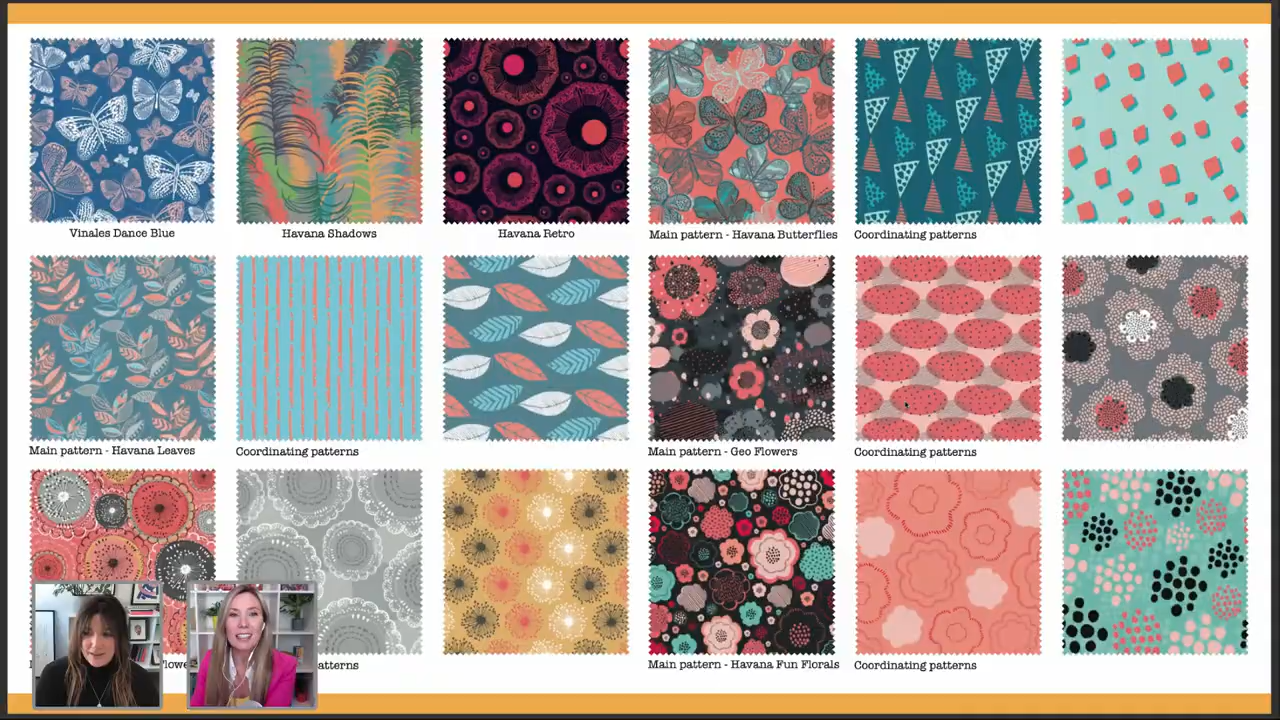 Vinales Dance Blue
Havana Shadows
Havana Retro
Main pattern - Havana Butterflies
Coordinating patterns
Main pattern - Havana Leaves
Coordinating patterns
Main pattern - Geo Flowers
Coordinating patterns
Main pattern - Havana Fun Florals
Coordinating patterns